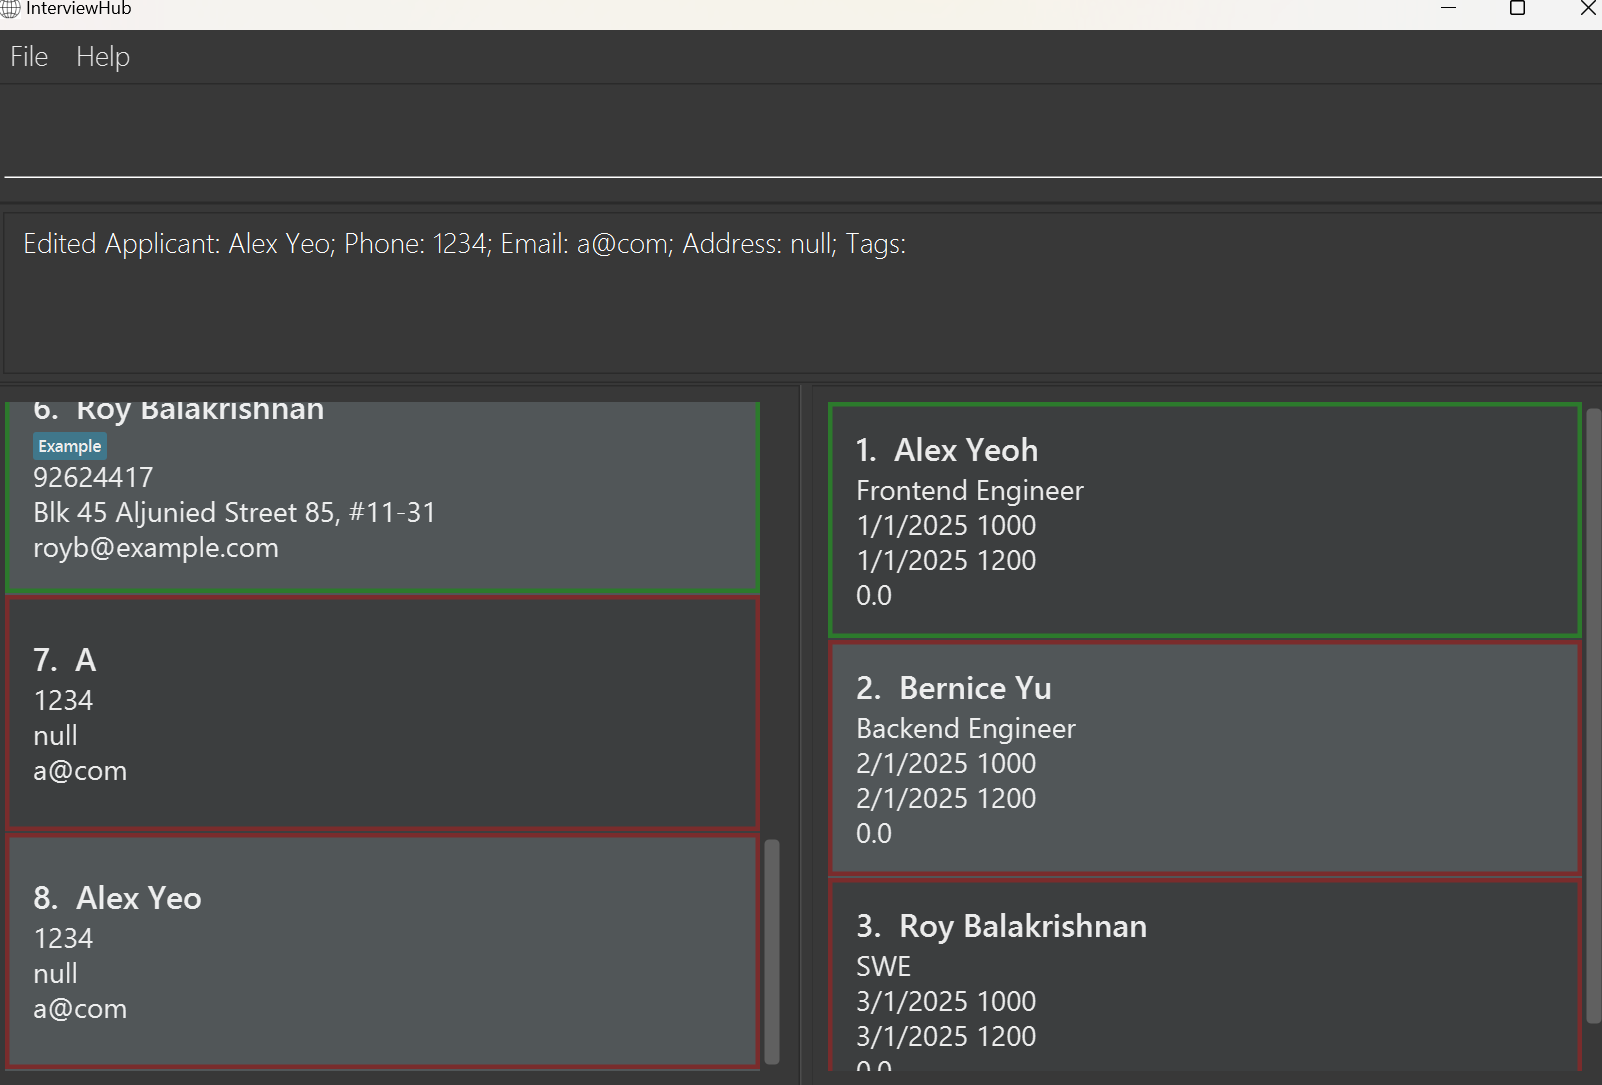 InterviewHub
File Help
Edited Applicant: Alex Yeo; Phone: 1234; Email: a@com; Address: null; Tags:
6. Roy Balakrishnan
Example
92624417
Blk 45 Aljunied Street 85, #11-31
royb@example.com
7. A
1234
null
a@com
8. Alex Yeo
1234
null
a@com
1. Alex Yeoh
Frontend Engineer
1/1/2025 1000
1/1/2025 1200
0.0
2. Bernice Yu
Backend Engineer
2/1/2025 1000
2/1/2025 1200
0.0
3. Roy Balakrishnan
SWE
3/1/2025 1000
3/1/2025 1200
0.0